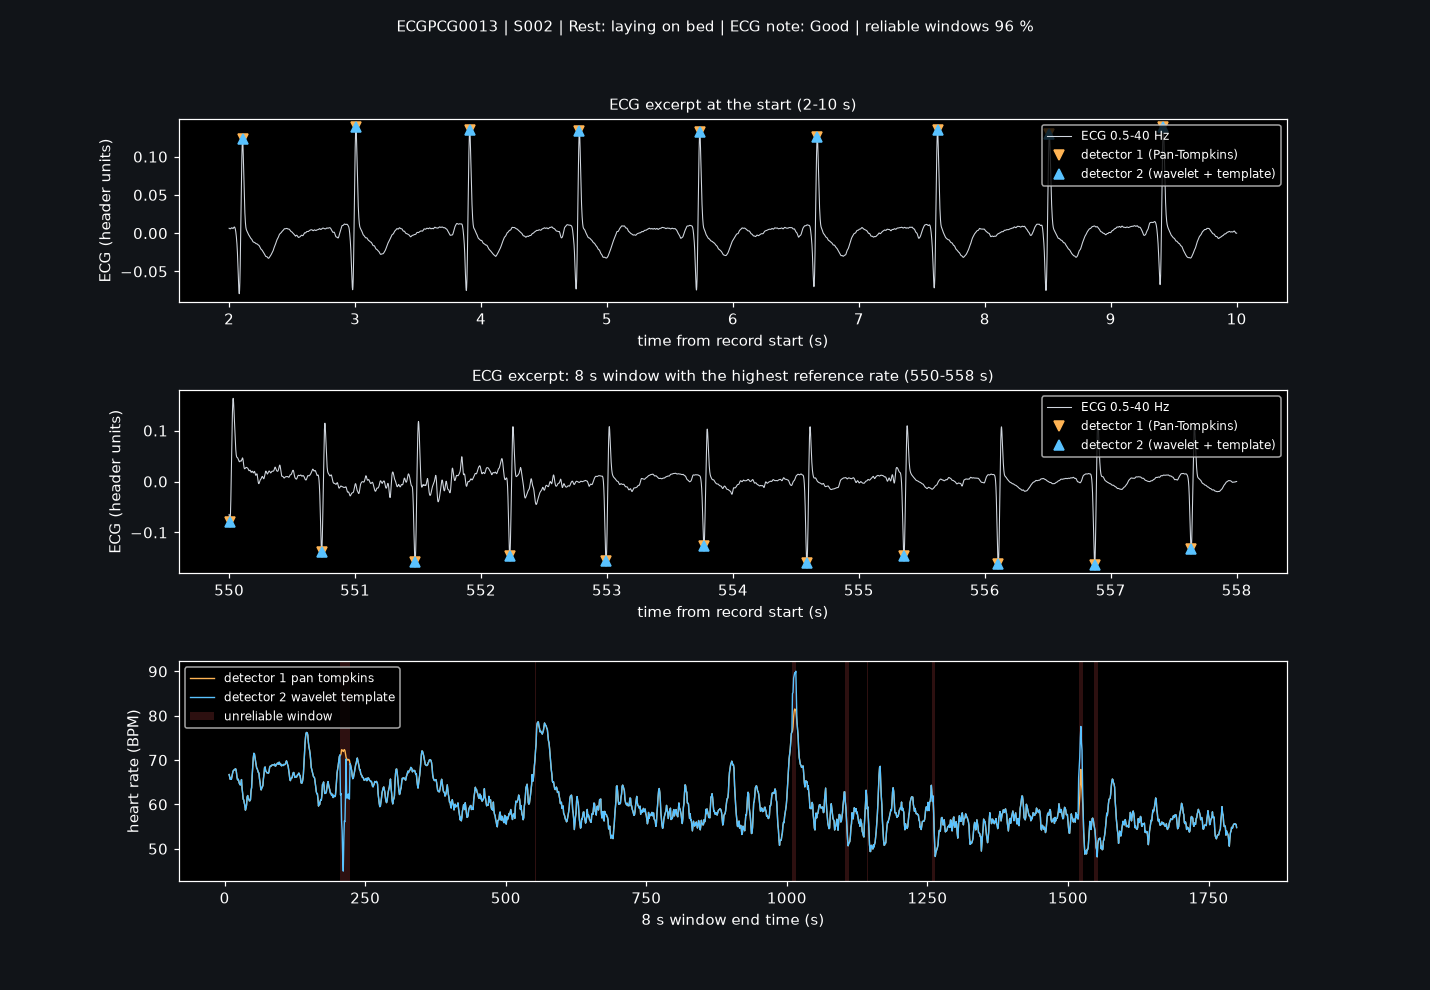 ECGPCG0013 | S002 | Rest: laying on bed | ECG note: Good | reliable windows 96 %
ECG excerpt at the start (2-10 s)
ECG (header units)
0.10
0.05
0.00
−0.05
ECG 0.5-40 Hz
detector 1 (Pan-Tompkins)
detector 2 (wavelet + template)
2 3 4 5 6 7 8 9 10
time from record start (s)
ECG excerpt: 8 s window with the highest reference rate (550-558 s)
ECG (header units)
0.1
0.0
−0.1
ECG 0.5-40 Hz
detector 1 (Pan-Tompkins)
detector 2 (wavelet + template)
550 551 552 553 554 555 556 557 558
time from record start (s)
heart rate (BPM)
90
80
70
60
50
detector 1 pan tompkins
detector 2 wavelet template
unreliable window
0 250 500 750 1000 1250 1500 1750
8 s window end time (s)